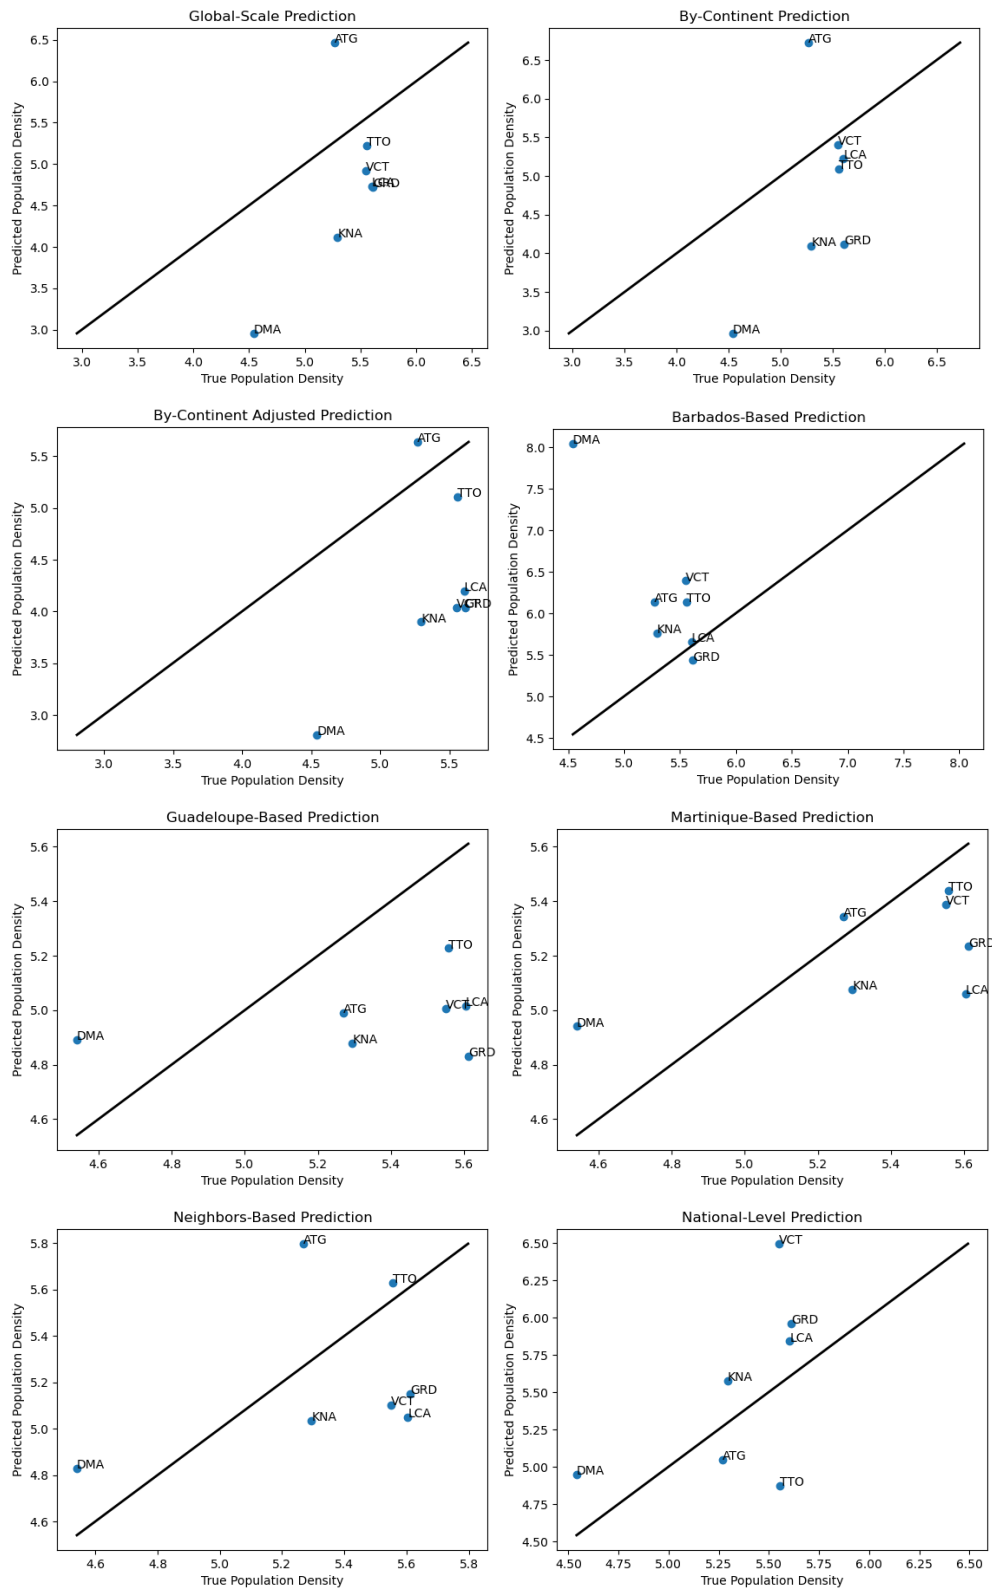 Global-Scale Prediction
Predicted Population Density
6.5
6.0
5.5
5.0
4.5
4.0
3.5
3.0
ATG
TTO
VCT
LCA
GRD
KNA
DMA
3.0 3.5 4.0 4.5 5.0 5.5 6.0 6.5
True Population Density
By-Continent Prediction
Predicted Population Density
6.5
6.0
5.5
5.0
4.5
4.0
3.5
3.0
ATG
VCT
LCA
TTO
KNA GRD
DMA
3.0 3.5 4.0 4.5 5.0 5.5 6.0 6.5
True Population Density
By-Continent Adjusted Prediction
Predicted Population Density
5.5
5.0
4.5
4.0
3.5
3.0
ATG
TTO
LCA
VCT
GRD
KNA
DMA
3.0 3.5 4.0 4.5 5.0 5.5
True Population Density
Barbados-Based Prediction
Predicted Population Density
8.0
7.5
7.0
6.5
6.0
5.5
5.0
4.5
DMA
VCT
ATG TTO
KNA
LCA
GRD
4.5 5.0 5.5 6.0 6.5 7.0 7.5 8.0
True Population Density
Guadeloupe-Based Prediction
Predicted Population Density
5.6
5.4
5.2
5.0
4.8
4.6
TTO
LCA
VCT
ATG
DMA
KNA
GRD
4.6 4.8 5.0 5.2 5.4 5.6
True Population Density
Martinique-Based Prediction
Predicted Population Density
5.6
5.4
5.2
5.0
4.8
4.6
TTO
VCT
ATG
GRD
KNA
LCA
DMA
4.6 4.8 5.0 5.2 5.4 5.6
True Population Density
Neighbors-Based Prediction
Predicted Population Density
5.8
5.6
5.4
5.2
5.0
4.8
4.6
ATG
TTO
GRD
VCT
LCA
KNA
DMA
4.6 4.8 5.0 5.2 5.4 5.6 5.8
True Population Density
National-Level Prediction
Predicted Population Density
6.50
6.25
6.00
5.75
5.50
5.25
5.00
4.75
4.50
VCT
GRD
LCA
KNA
ATG
DMA
TTO
4.50 4.75 5.00 5.25 5.50 5.75 6.00 6.25 6.50
True Population Density